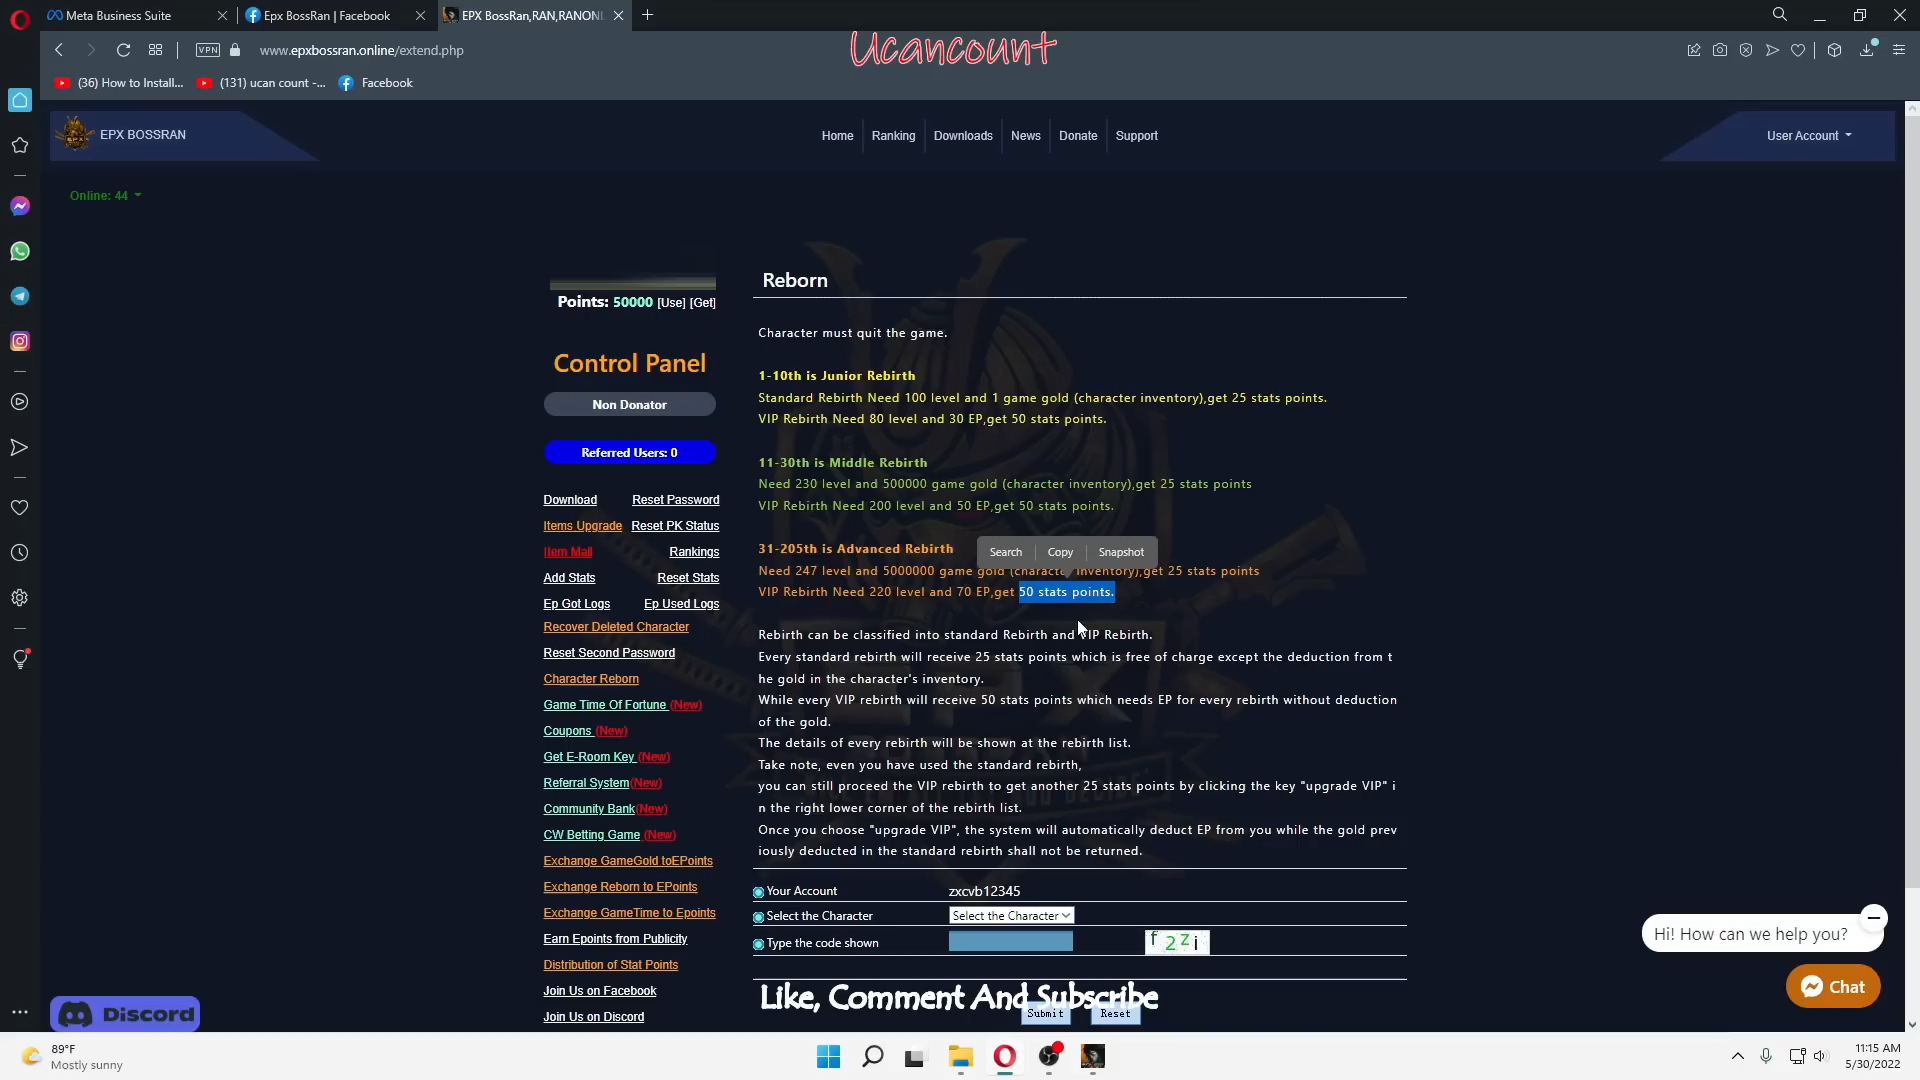 Meta Business Suite
Epx BossRan | Facebook
EPX BossRan,RAN,RANONL
VPN
www.epxbossran.online/extend.php
Ucancount
(36) How to Install...
(131) ucan count -...
Facebook
EPX BOSSRAN
Home
Ranking
Downloads
News
Donate
Support
User Account
Online: 44
Points: 50000 [Use] [Get]
Control Panel
Non Donator
Referred Users: 0
Download
Reset Password
Items Upgrade
Reset PK Status
Item Mall
Rankings
Add Stats
Reset Stats
Ep Got Logs
Ep Used Logs
Recover Deleted Character
Reset Second Password
Character Reborn
Game Time Of Fortune (New)
Coupons (New)
Get E-Room Key (New)
Referral System(New)
Community Bank(New)
CW Betting Game (New)
Exchange GameGold toEPoints
Exchange Reborn to EPoints
Exchange GameTime to Epoints
Earn Epoints from Publicity
Distribution of Stat Points
Join Us on Facebook
Join Us on Discord
Reborn
Character must quit the game.
1-10th is Junior Rebirth
Standard Rebirth Need 100 level and 1 game gold (character inventory),get 25 stats points.
VIP Rebirth Need 80 level and 30 EP,get 50 stats points.
11-30th is Middle Rebirth
Need 230 level and 500000 game gold (character inventory),get 25 stats points
VIP Rebirth Need 200 level and 50 EP,get 50 stats points.
31-205th is Advanced Rebirth
Search
Copy
Snapshot
Need 247 level and 5000000 game gold (character inventory),get 25 stats points
VIP Rebirth Need 220 level and 70 EP,get 50 stats points.
Rebirth can be classified into standard Rebirth and VIP Rebirth.
Every standard rebirth will receive 25 stats points which is free of charge except the deduction from t
he gold in the character's inventory.
While every VIP rebirth will receive 50 stats points which needs EP for every rebirth without deduction
of the gold.
The details of every rebirth will be shown at the rebirth list.
Take note, even you have used the standard rebirth,
you can still proceed the VIP rebirth to get another 25 stats points by clicking the key "upgrade VIP" i
n the right lower corner of the rebirth list.
Once you choose "upgrade VIP", the system will automatically deduct EP from you while the gold prev
iously deducted in the standard rebirth shall not be returned.
Your Account
zxcvb12345
Select the Character
Select the Character
Type the code shown
f2zi
Like, Comment And Subscribe
Submit
Reset
Hi! How can we help you?
Chat
Discord
89°F
Mostly sunny
11:15 AM
5/30/2022